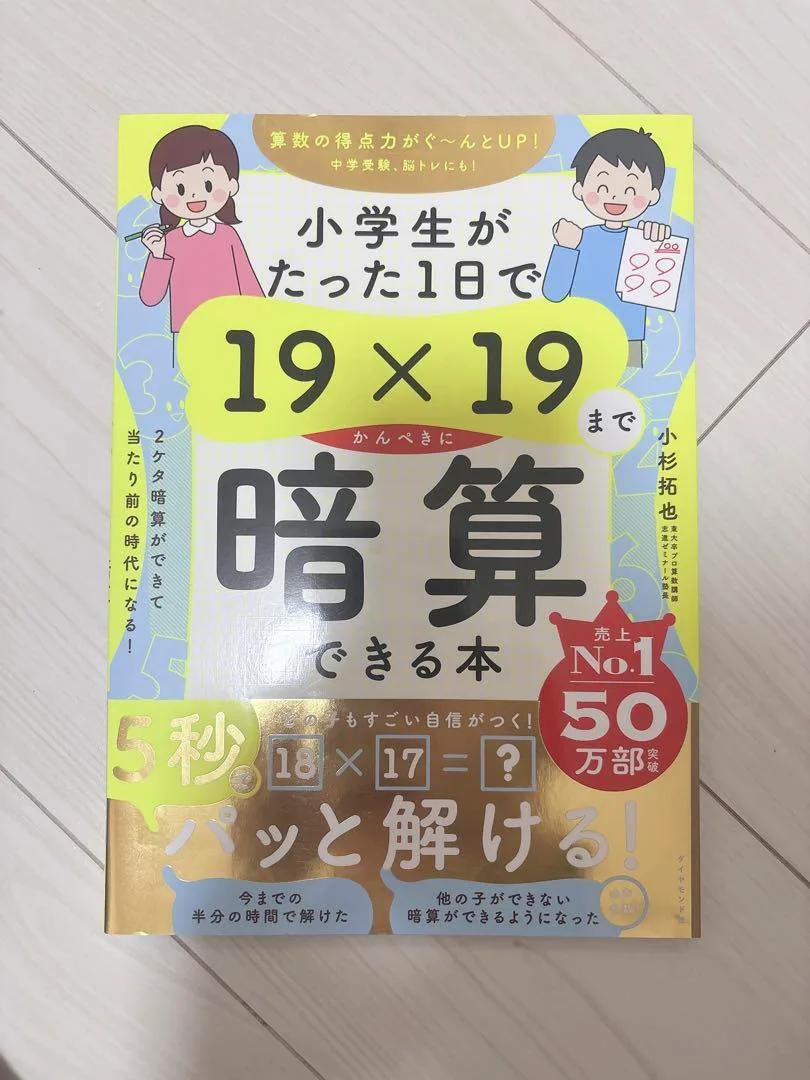 算数の得点力がぐ〜んとUP!
中学受験、脳トレにも!
小学生が
たった1日で
19×19
まで
かんぺきに
暗算
できる本
小杉拓也
東大卒プロ算数講師
志進ゼミナール塾長
2ケタ暗算ができて
当たり前の時代になる!
売上
No.1
50
万部
突破
どの子もすごい自信がつく!
5秒で
18×17=?
パッと解ける!
今までの
半分の時間で解けた
他の子ができない
暗算ができるようになった
ダイヤモンド社
100